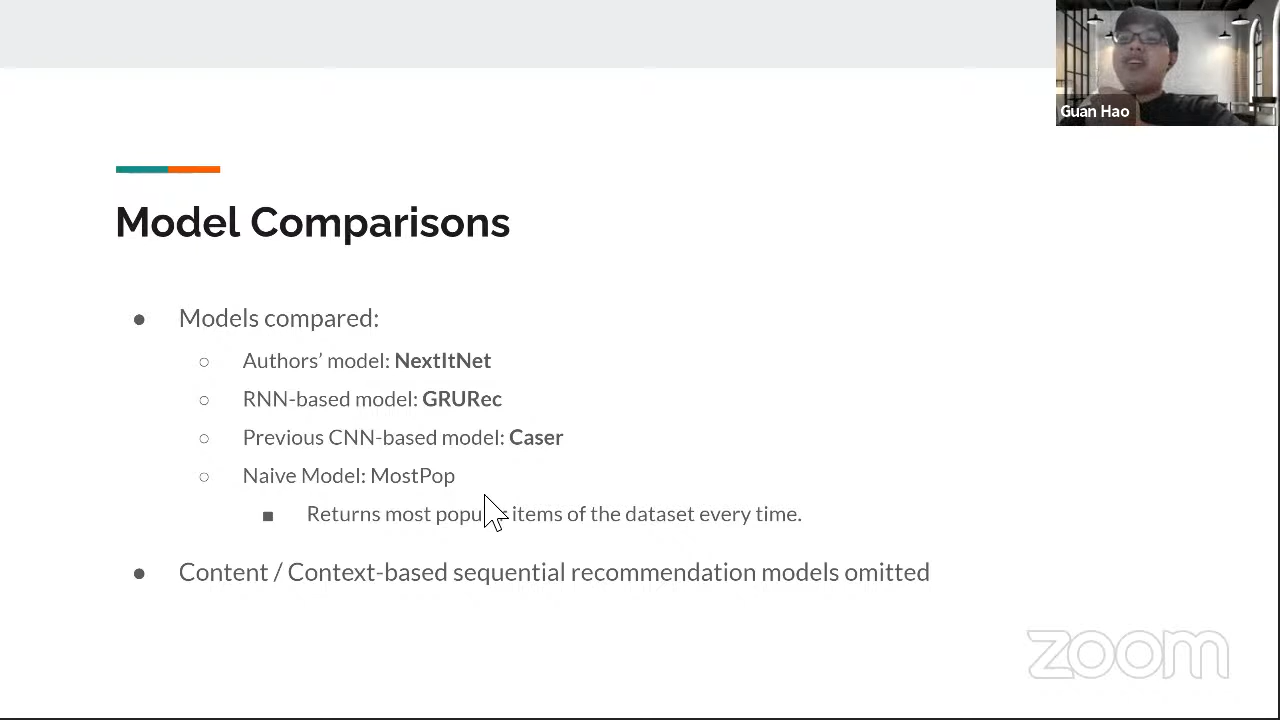 Guan Hao
Model Comparisons
● Models compared:
○ Authors’ model: NextItNet
○ RNN-based model: GRURec
○ Previous CNN-based model: Caser
○ Naive Model: MostPop
■ Returns most items of the dataset every time.
● Content / Context-based sequential recommendation models omitted
zoom